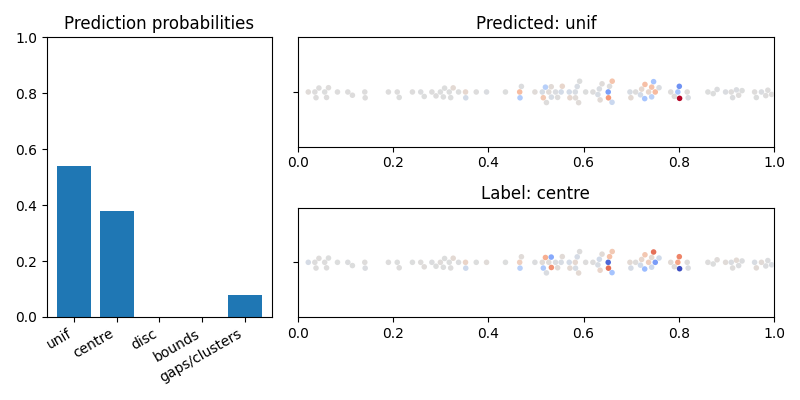 Prediction probabilities
1.0
0.8
0.6
0.4
0.2
0.0
unif
centre
disc
bounds
gaps/clusters
Predicted: unif
0.0 0.2 0.4 0.6 0.8 1.0
Label: centre
0.0 0.2 0.4 0.6 0.8 1.0